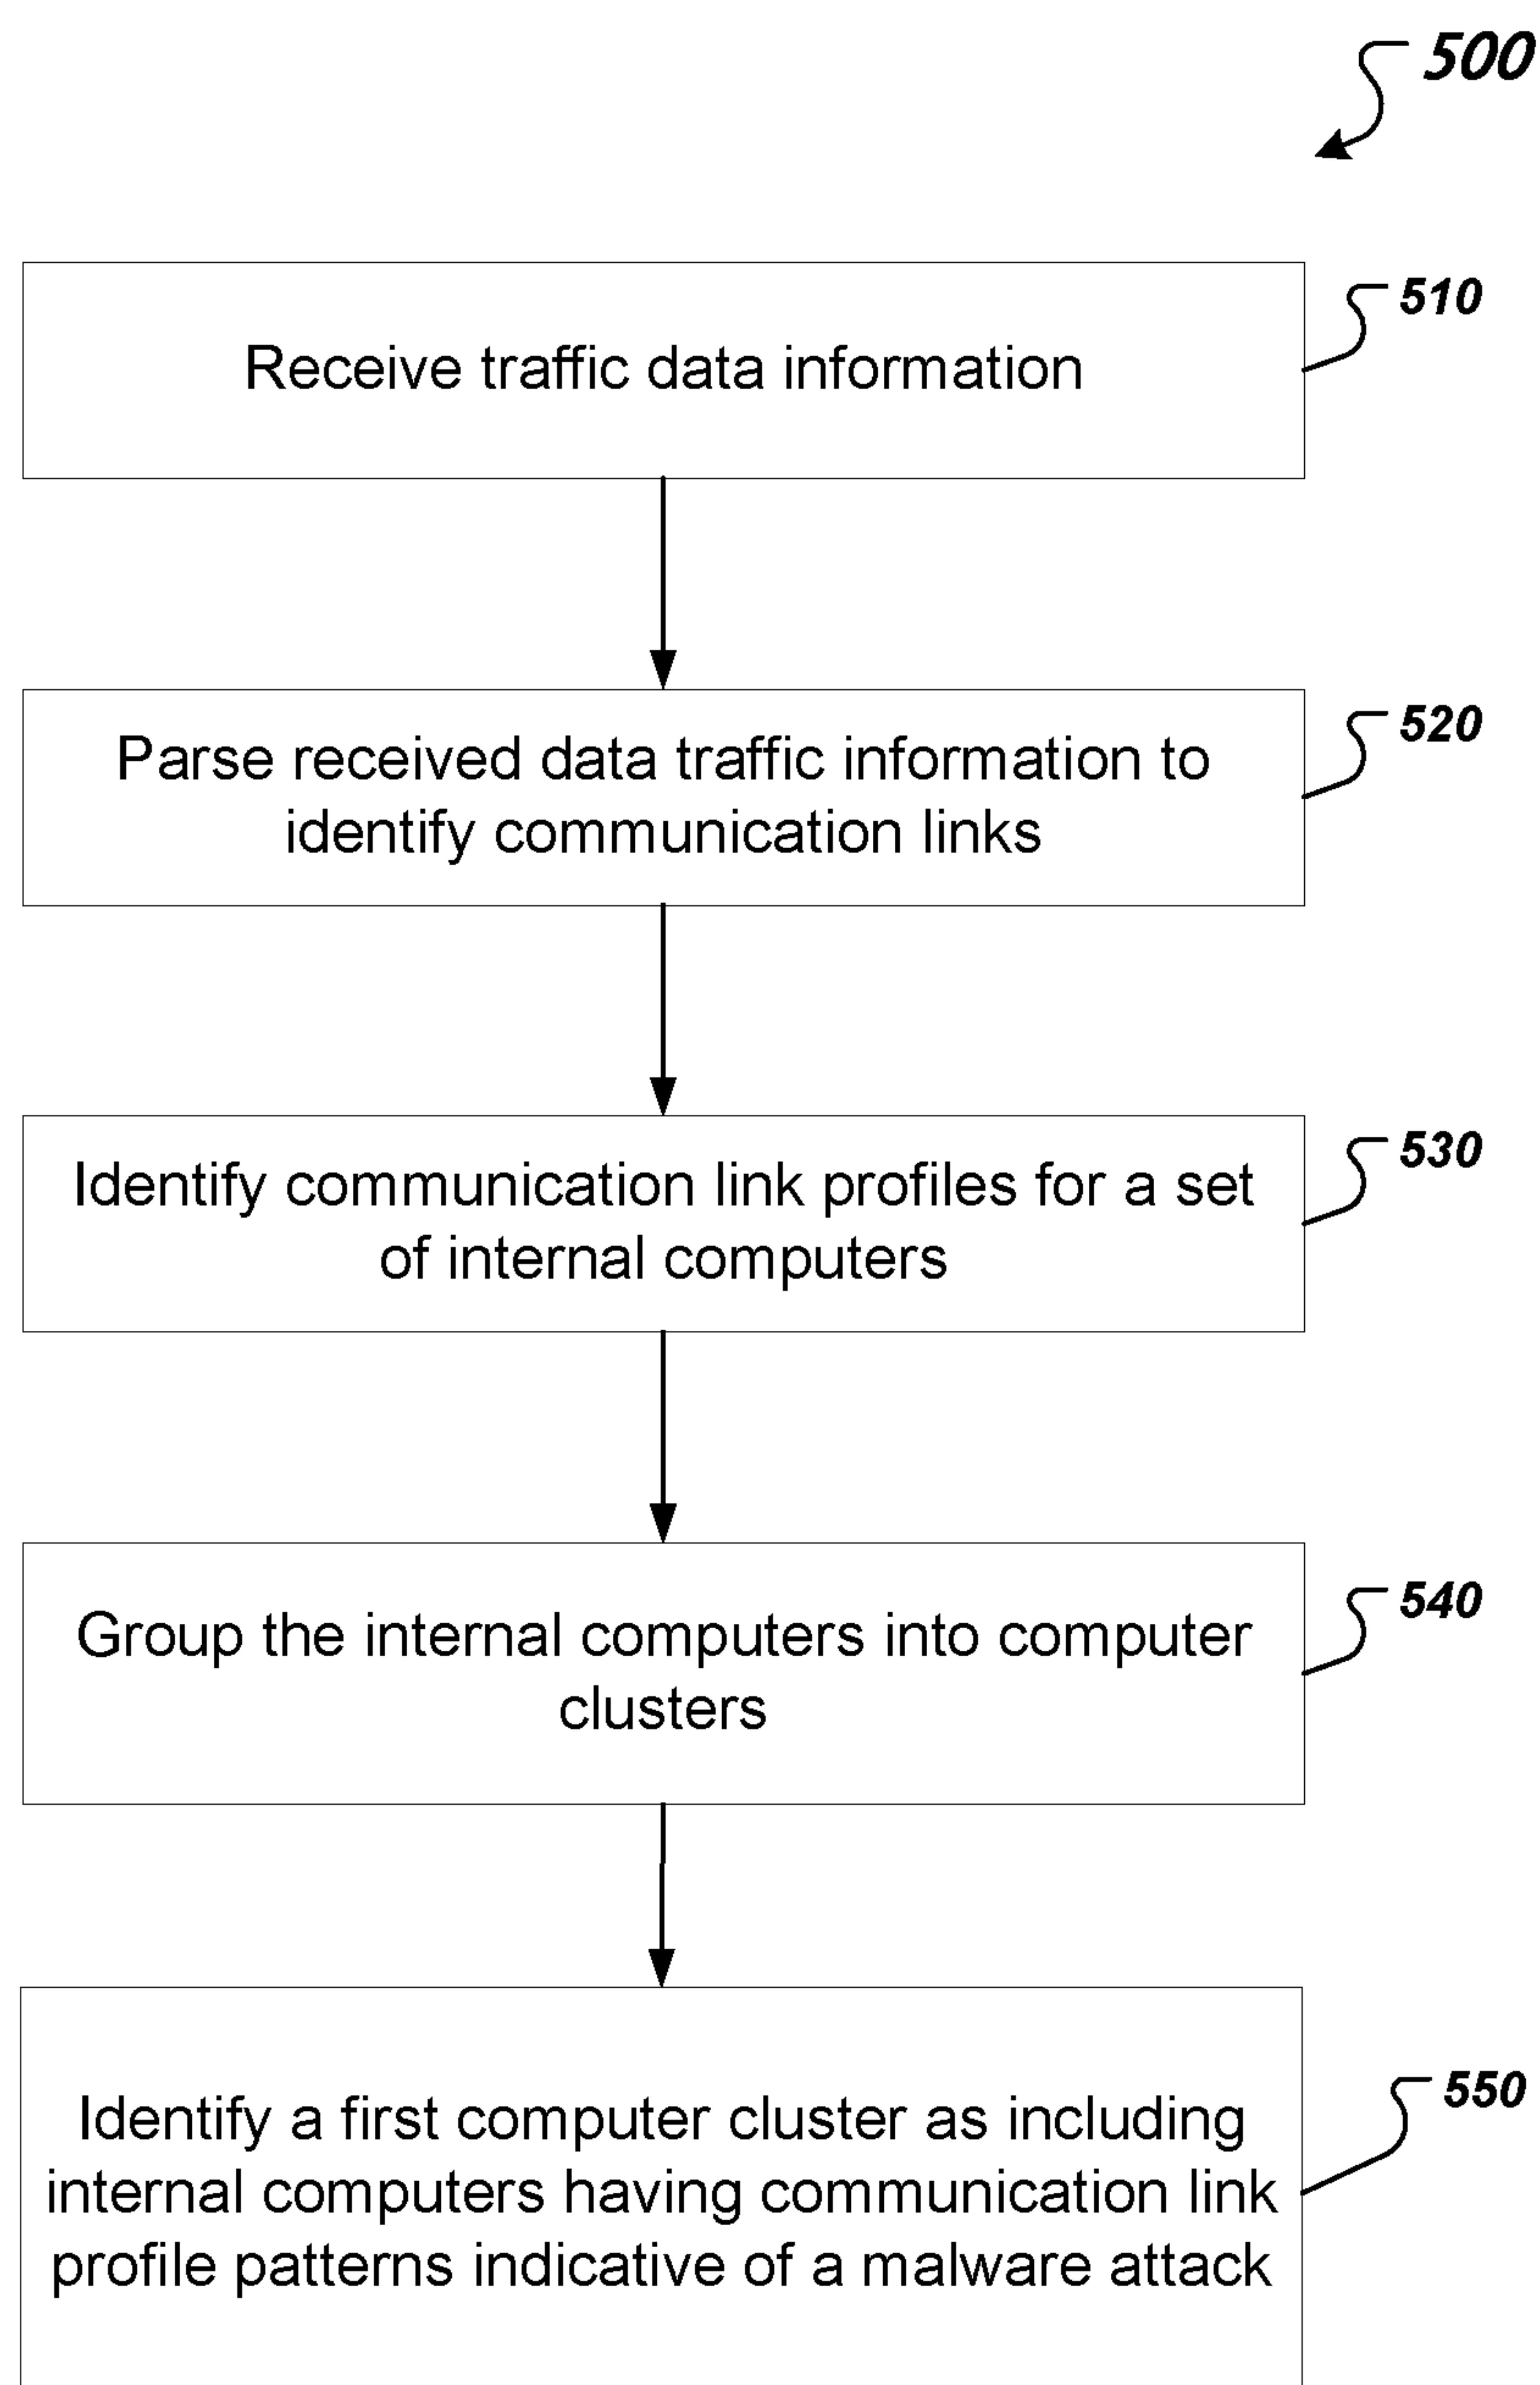 500
510
Receive traffic data information
520
Parse received data traffic information to
identify communication links
530
Identify communication link profiles for a set
of internal computers
540
Group the internal computers into computer
clusters
550
Identify a first computer cluster as including
internal computers having communication link
profile patterns indicative of a malware attack